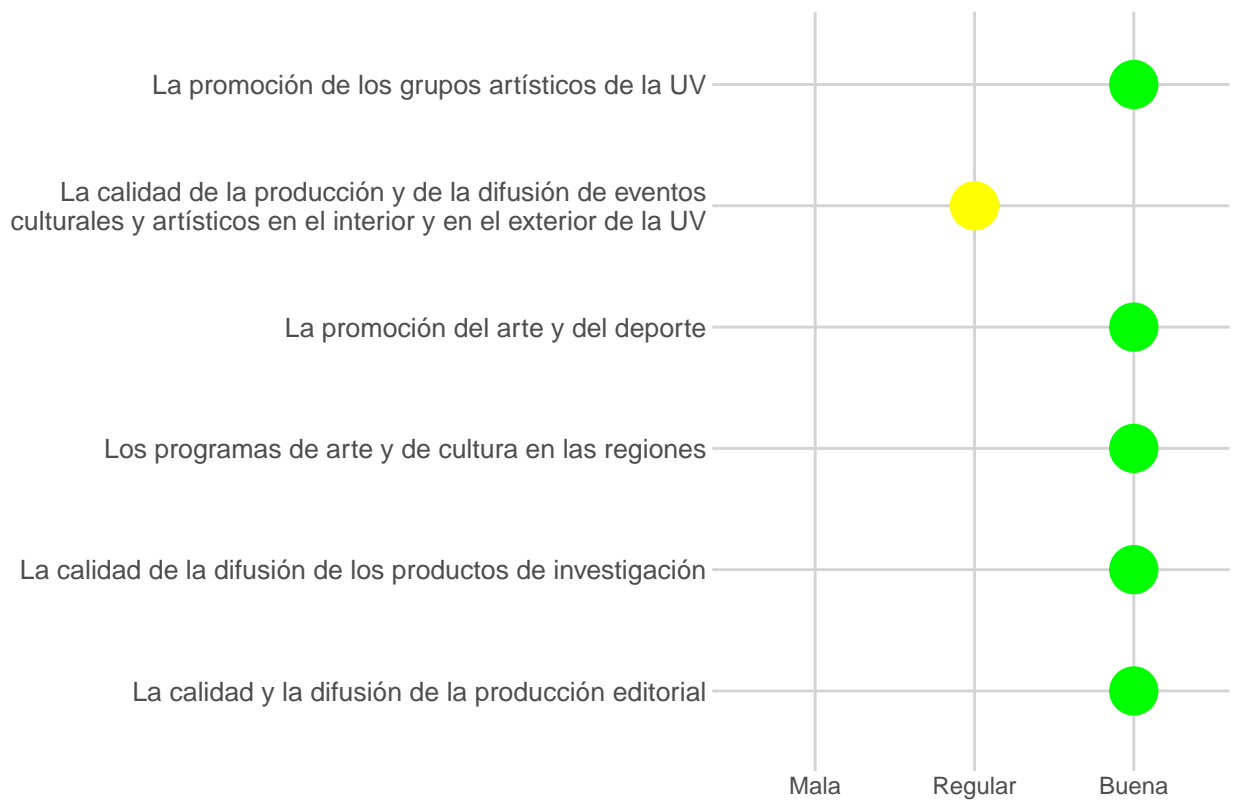 La promoción de los grupos artísticos de la UV
La calidad de la producción y de la difusión de eventos
culturales y artísticos en el interior y en el exterior de la UV
La promoción del arte y del deporte
Los programas de arte y de cultura en las regiones
La calidad de la difusión de los productos de investigación
La calidad y la difusión de la producción editorial
Mala Regular Buena